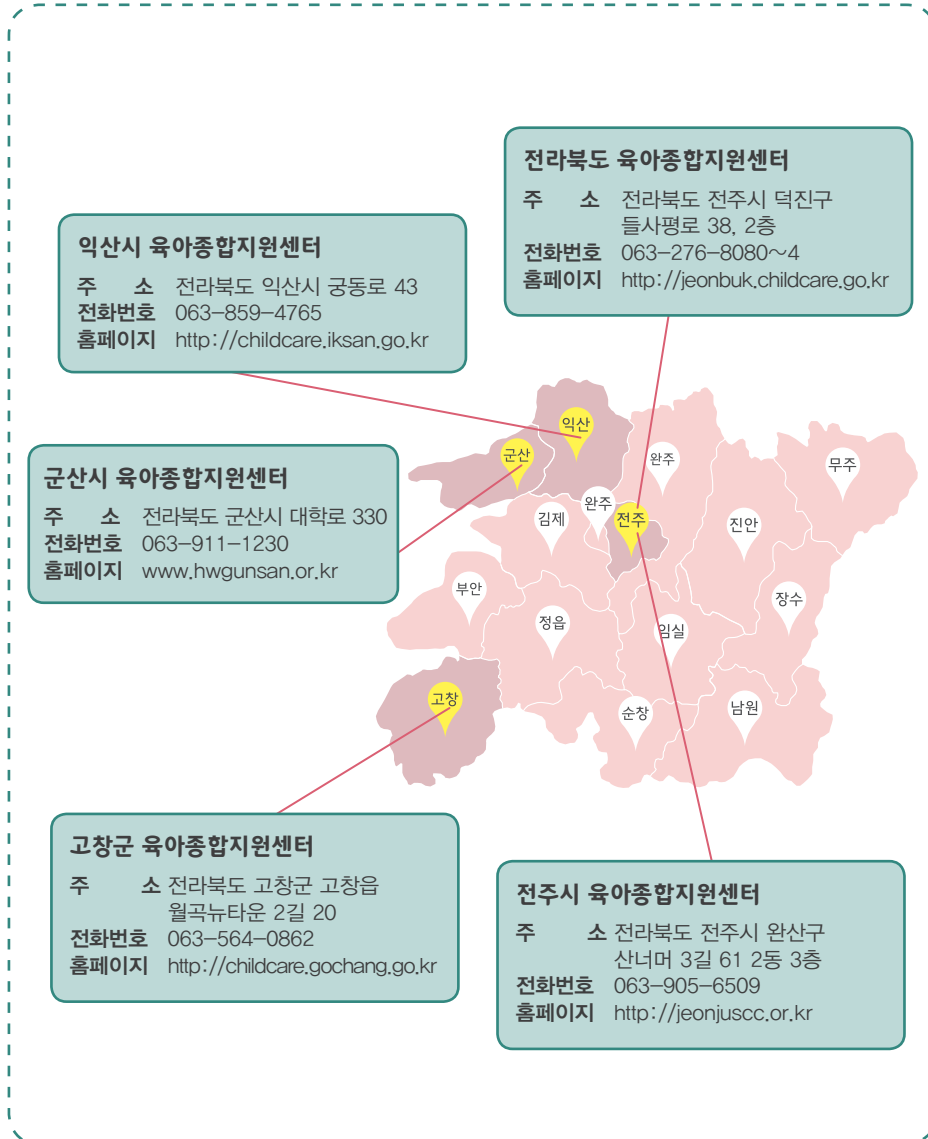 전라북도 육아종합지원센터
주 소 전라북도 전주시 덕진구
들사평로 38, 2층
전화번호 063-276-8080~4
홈페이지 http://jeonbuk.childcare.go.kr
익산시 육아종합지원센터
주 소 전라북도 익산시 궁동로 43
전화번호 063-859-4765
홈페이지 http://childcare.iksan.go.kr
군산시 육아종합지원센터
주 소 전라북도 군산시 대학로 330
전화번호 063-911-1230
홈페이지 www.hwgunsan.or.kr
익산
군산
완주
무주
김제
완주
전주
진안
부안
정읍
임실
장수
고창
순창
남원
고창군 육아종합지원센터
주 소 전라북도 고창군 고창읍
월곡뉴타운 2길 20
전화번호 063-564-0862
홈페이지 http://childcare.gochang.go.kr
전주시 육아종합지원센터
주 소 전라북도 전주시 완산구
산너머 3길 61 2동 3층
전화번호 063-905-6509
홈페이지 http://jeonjuscc.or.kr